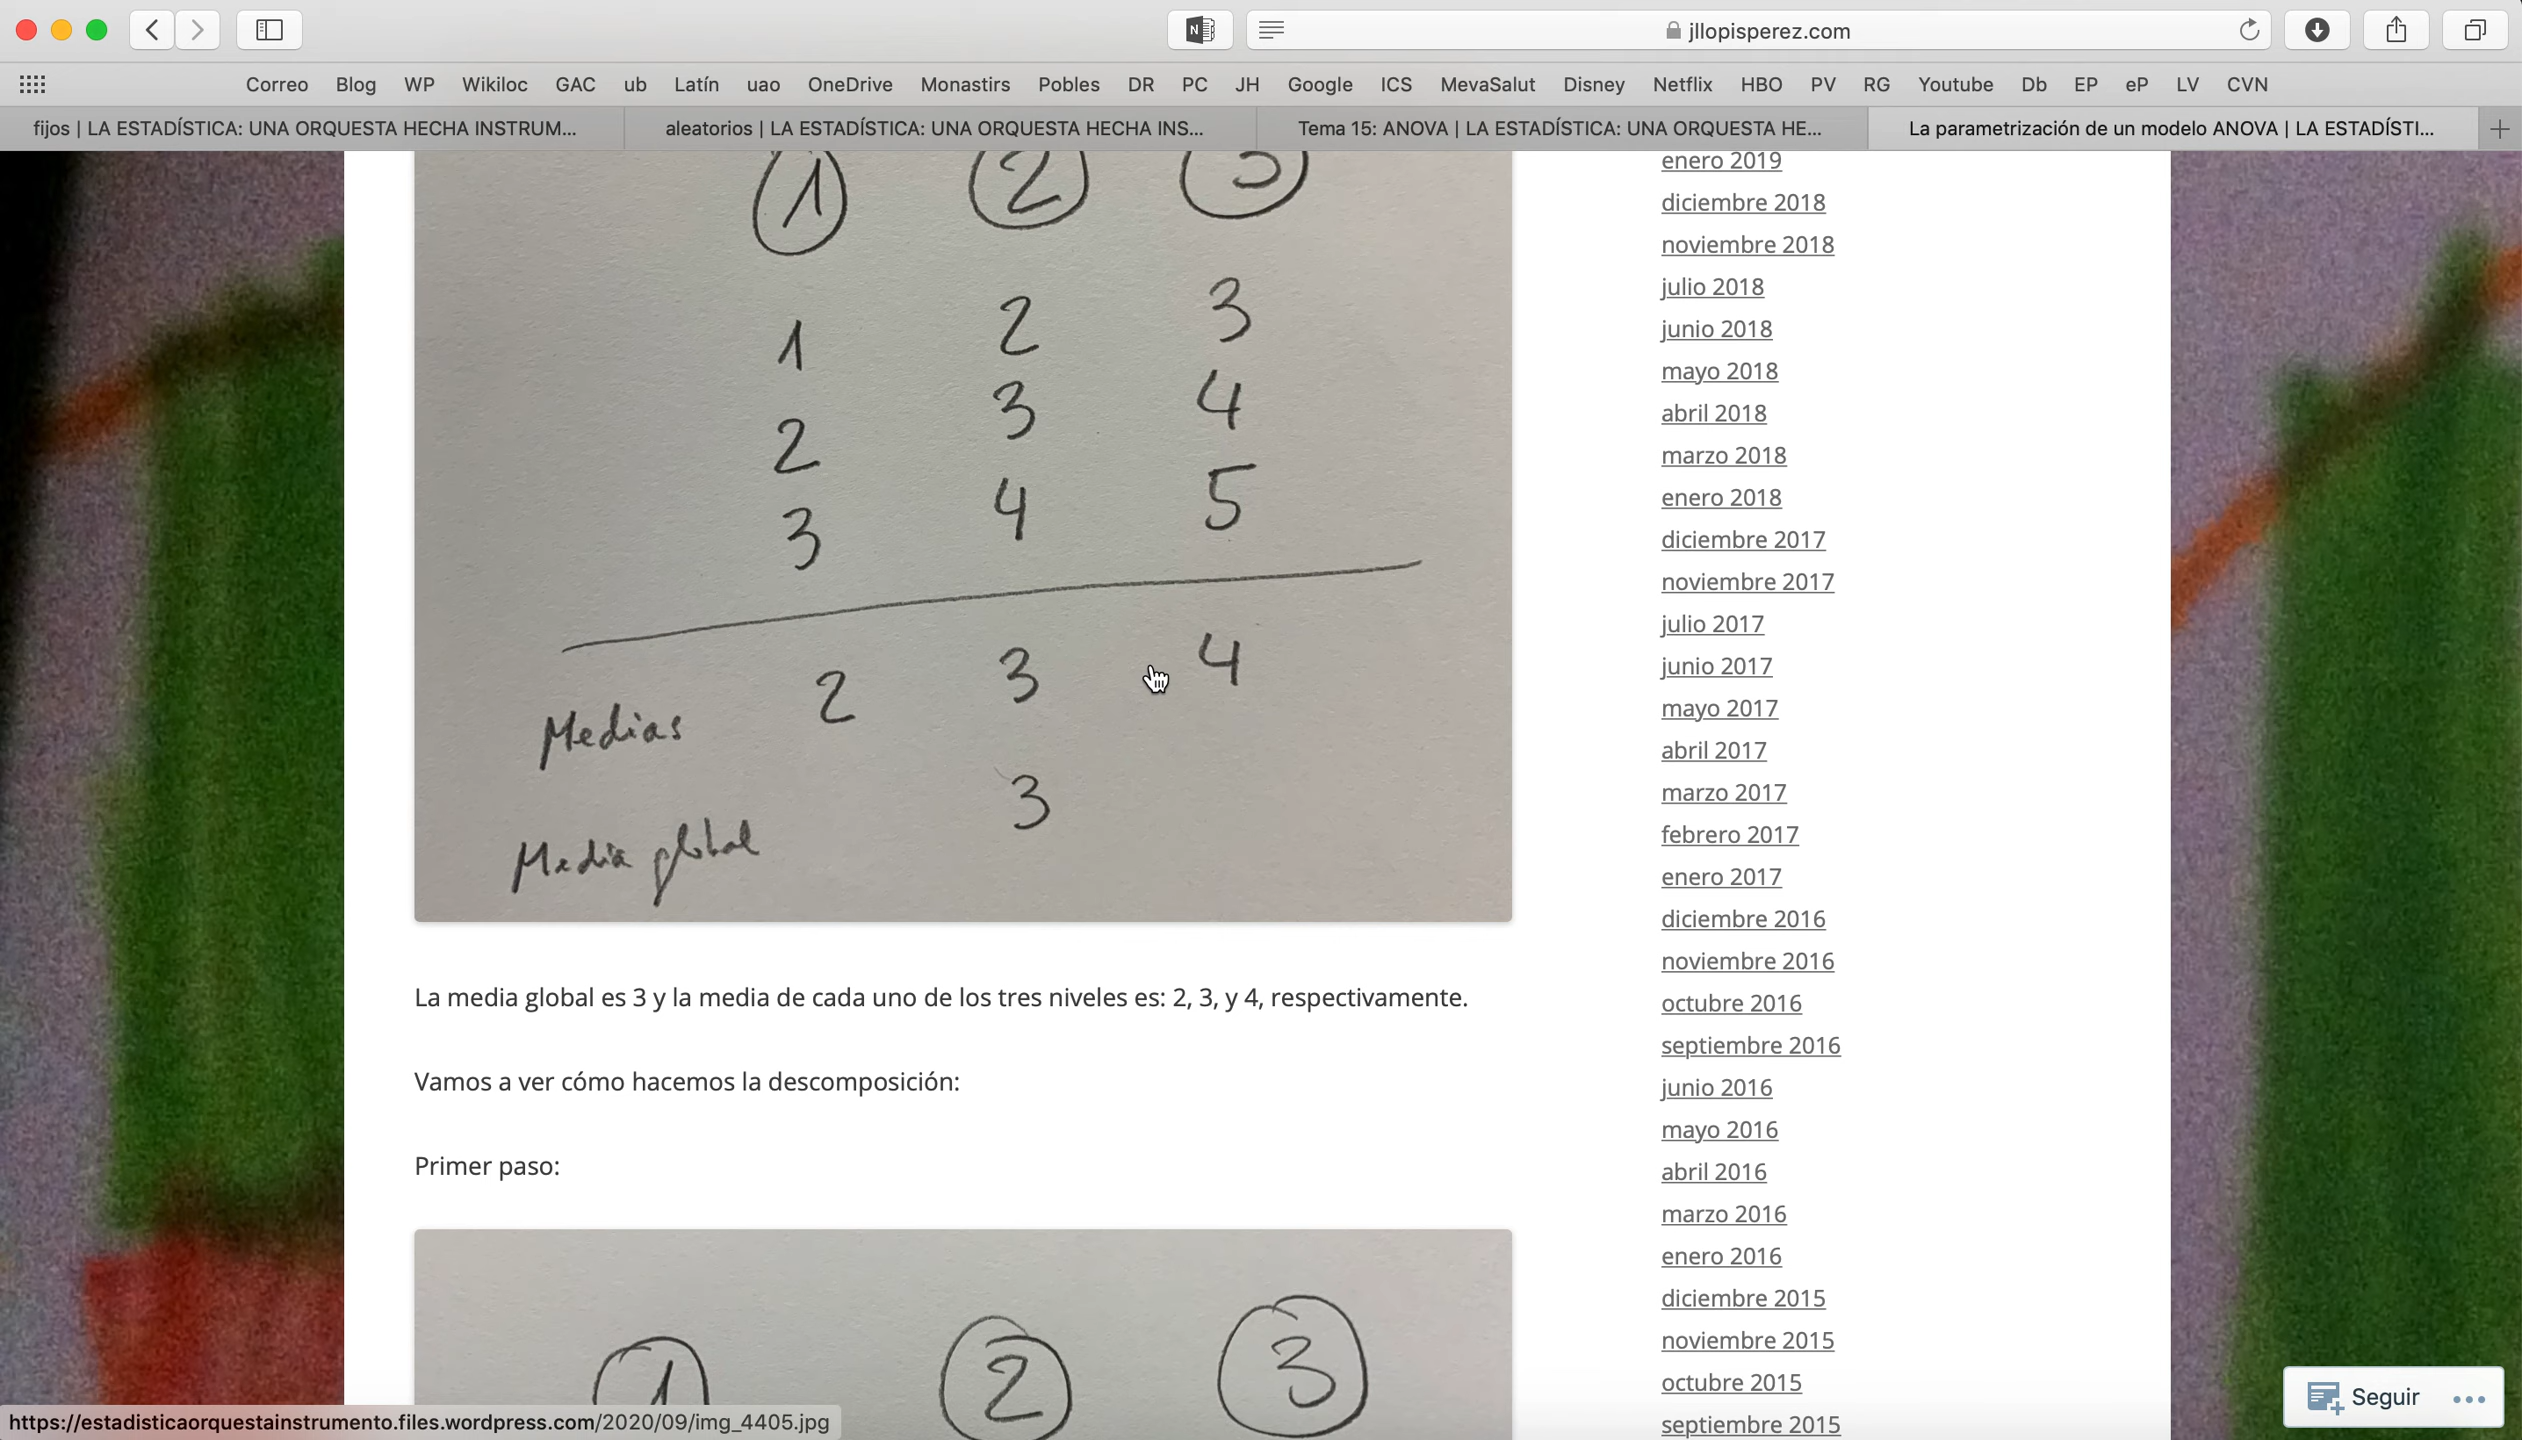 jllopisperez.com
Correo Blog WP Wikiloc GAC ub Latín uao OneDrive Monastirs Pobles DR PC JH Google ICS MevaSalut Disney Netflix HBO PV RG Youtube Db EP eP LV CVN
fijos | LA ESTADÍSTICA: UNA ORQUESTA HECHA INSTRUM... aleatorios | LA ESTADÍSTICA: UNA ORQUESTA HECHA INS... Tema 15: ANOVA | LA ESTADÍSTICA: UNA ORQUESTA HE... La parametrización de un modelo ANOVA | LA ESTADÍSTI...
1 2 3
1 2 3
2 3 4
3 4 5
Medias 2 3 4
Media global 3
La media global es 3 y la media de cada uno de los tres niveles es: 2, 3, y 4, respectivamente.
Vamos a ver cómo hacemos la descomposición:
Primer paso:
1 2 3
enero 2019
diciembre 2018
noviembre 2018
julio 2018
junio 2018
mayo 2018
abril 2018
marzo 2018
enero 2018
diciembre 2017
noviembre 2017
julio 2017
junio 2017
mayo 2017
abril 2017
marzo 2017
febrero 2017
enero 2017
diciembre 2016
noviembre 2016
octubre 2016
septiembre 2016
junio 2016
mayo 2016
abril 2016
marzo 2016
enero 2016
diciembre 2015
noviembre 2015
octubre 2015
septiembre 2015
Seguir
https://estadisticaorquestainstrumento.files.wordpress.com/2020/09/img_4405.jpg